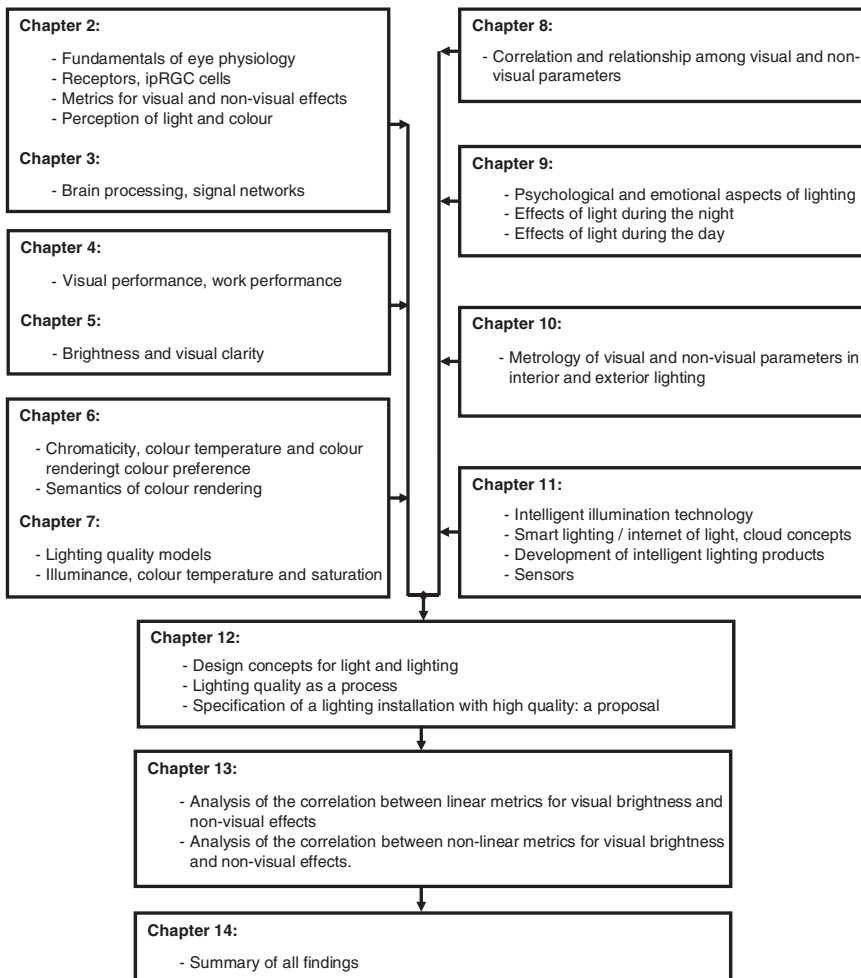 Chapter 2:
- Fundamentals of eye physiology
- Receptors, ipRGC cells
- Metrics for visual and non-visual effects
- Perception of light and colour
Chapter 3:
- Brain processing, signal networks
Chapter 4:
- Visual performance, work performance
Chapter 5:
- Brightness and visual clarity
Chapter 6:
- Chromaticity, colour temperature and colour
renderingt colour preference
- Semantics of colour rendering
Chapter 7:
- Lighting quality models
- Illuminance, colour temperature and saturation
Chapter 8:
- Correlation and relationship among visual and non-
visual parameters
Chapter 9:
- Psychological and emotional aspects of lighting
- Effects of light during the night
- Effects of light during the day
Chapter 10:
- Metrology of visual and non-visual parameters in
interior and exterior lighting
Chapter 11:
- Intelligent illumination technology
- Smart lighting / internet of light, cloud concepts
- Development of intelligent lighting products
- Sensors
Chapter 12:
- Design concepts for light and lighting
- Lighting quality as a process
- Specification of a lighting installation with high quality: a proposal
Chapter 13:
- Analysis of the correlation between linear metrics for visual brightness and
non-visual effects
- Analysis of the correlation between non-linear metrics for visual brightness
and non-visual effects.
Chapter 14:
- Summary of all findings